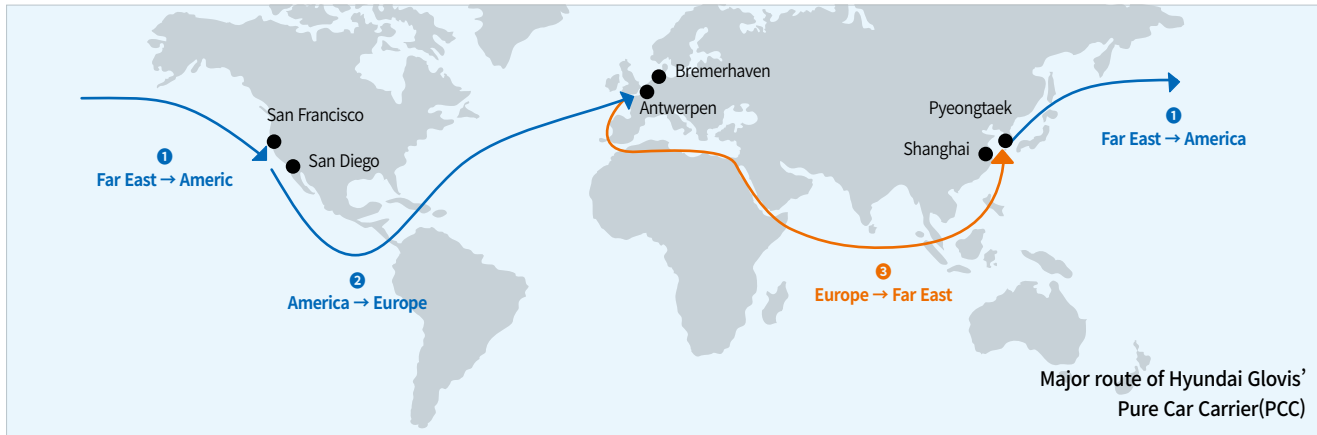 Bremerhaven
Antwerpen
San Francisco
San Diego
Pyeongtaek
Shanghai
1
Far East → Americ
1
Far East → America
2
America → Europe
3
Europe → Far East
Major route of Hyundai Glovis’
Pure Car Carrier(PCC)